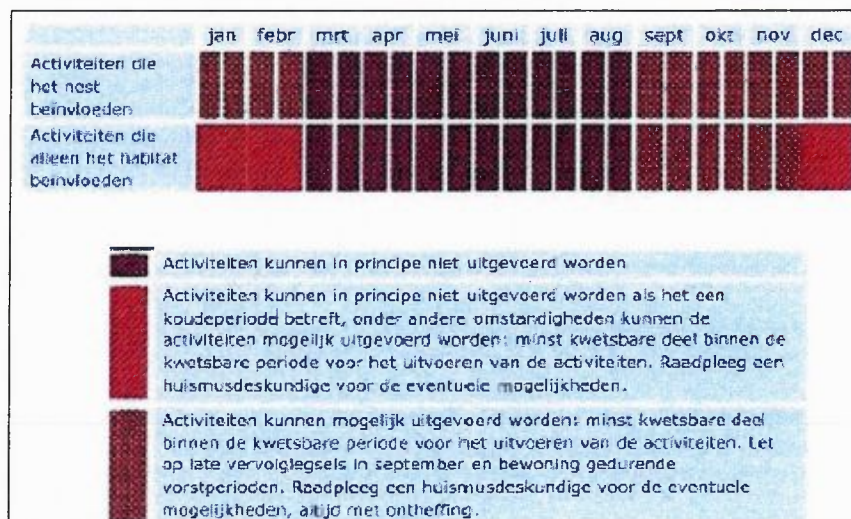 jan febr mrt apr mei juni juli aug sept okt nov dec
Activiteiten die
het nest
beïnvloeden
Activiteiten die
alleen het habitat
beïnvloeden
Activiteiten kunnen in principe niet uitgevoerd worden
Activiteiten kunnen in principe niet uitgevoerd worden als het een
koudeperiode betreft, onder andere omstandigheden kunnen de
activiteiten mogelijk uitgevoerd worden: minst kwetsbare deel binnen de
kwetsbare periode voor het uitvoeren van de activiteiten. Raadpleeg een
huismusdeskundige voor de eventuele mogelijkheden.
Activiteiten kunnen mogelijk uitgevoerd worden: minst kwetsbare deel
binnen de kwetsbare periode voor het uitvoeren van de activiteiten. Let
op late vervolglegsels in september en bewoning gedurende
vorstperioden. Raadpleeg een huismusdeskundige voor de eventuele
mogelijkheden, altijd met ontheffing.